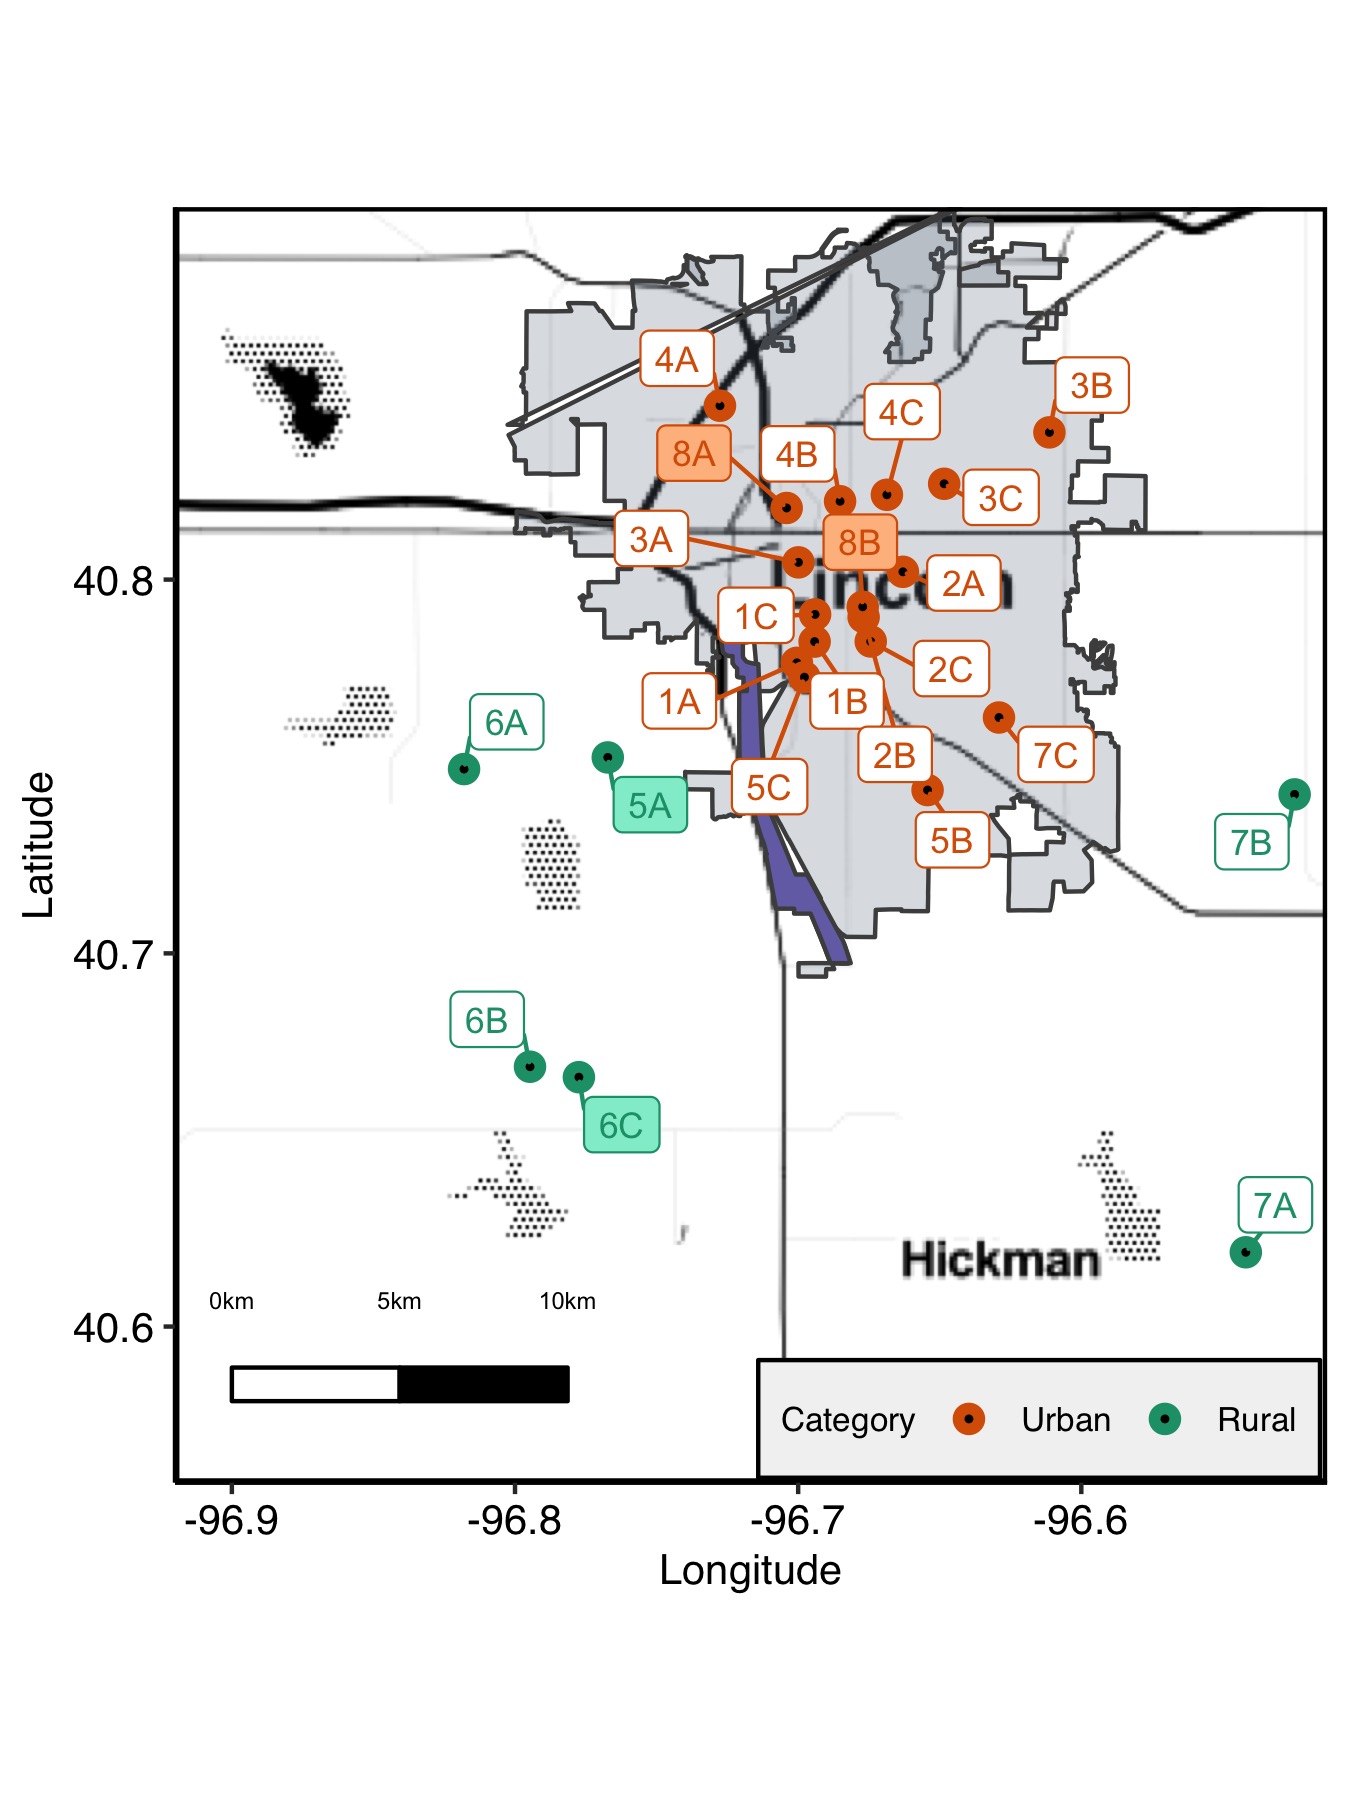 4A
3B
4C
8A
4B
3C
3A
8B
2A
40.8
Lincoln
1C
2C
1A
1B
6A
2B
7C
5A
5C
5B
7B
Latitude
40.7
6B
6C
7A
Hickman
0km 5km 10km
40.6
Category Urban Rural
-96.9 -96.8 -96.7 -96.6
Longitude